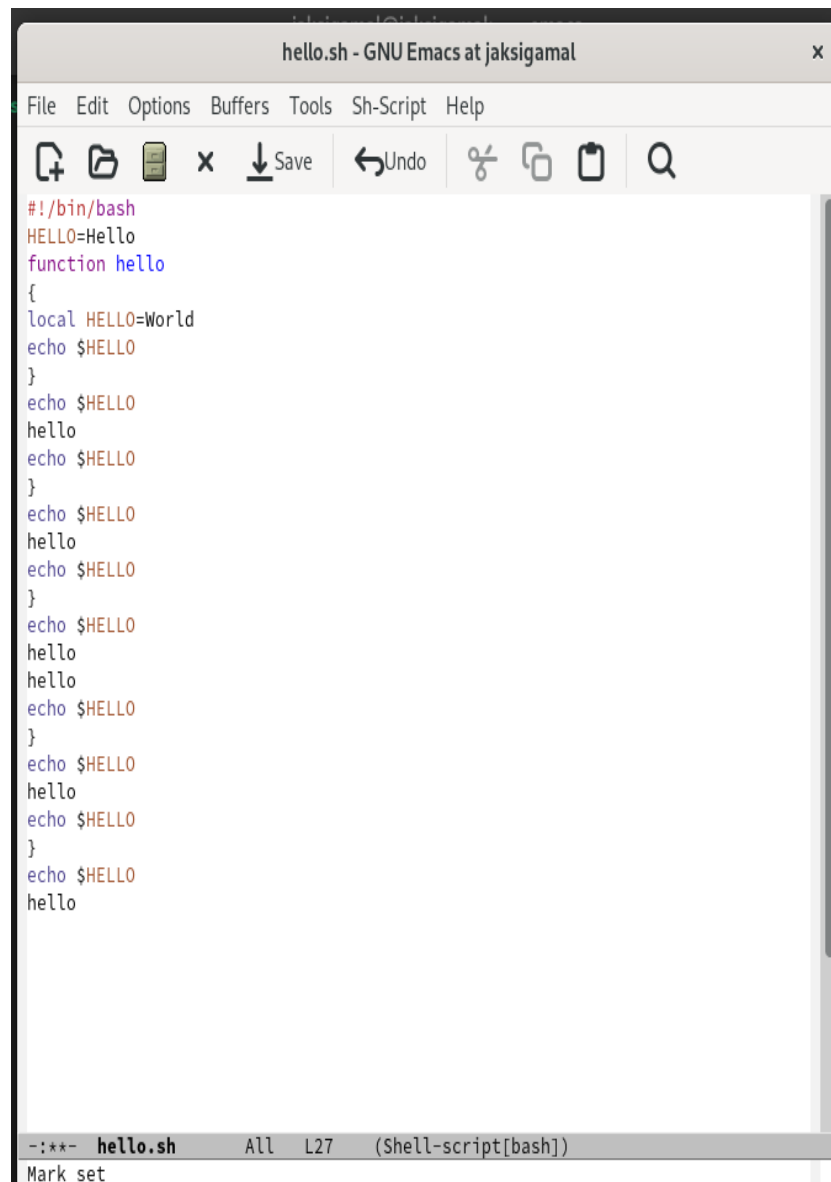 hello.sh - GNU Emacs at jaksigamal
x
File Edit Options Buffers Tools Sh-Script Help
Save Undo
#!/bin/bash
HELLO=Hello
function hello
{
local HELLO=World
echo $HELLO
}
echo $HELLO
hello
echo $HELLO
}
echo $HELLO
hello
echo $HELLO
}
echo $HELLO
hello
hello
echo $HELLO
}
echo $HELLO
hello
echo $HELLO
}
echo $HELLO
hello
-:**- hello.sh All L27 (Shell-script[bash])
Mark set